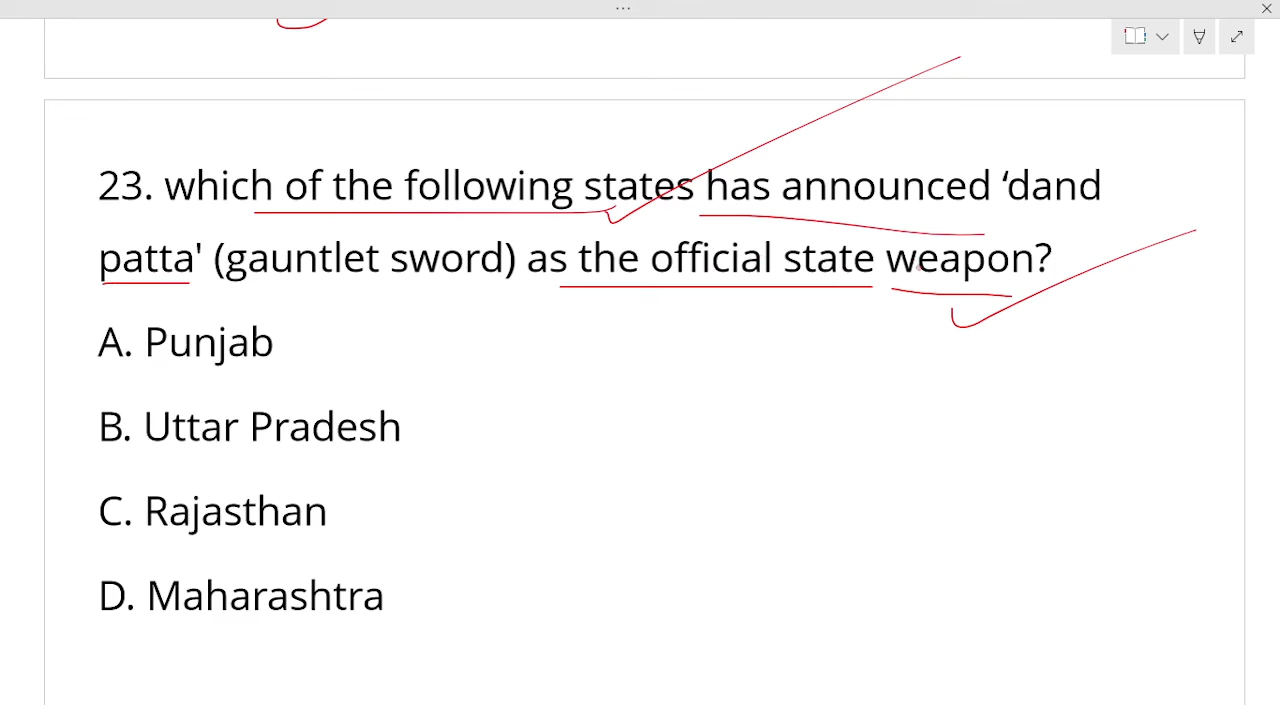 23. which of the following states has announced ‘dand
patta' (gauntlet sword) as the official state weapon?
A. Punjab
B. Uttar Pradesh
C. Rajasthan
D. Maharashtra